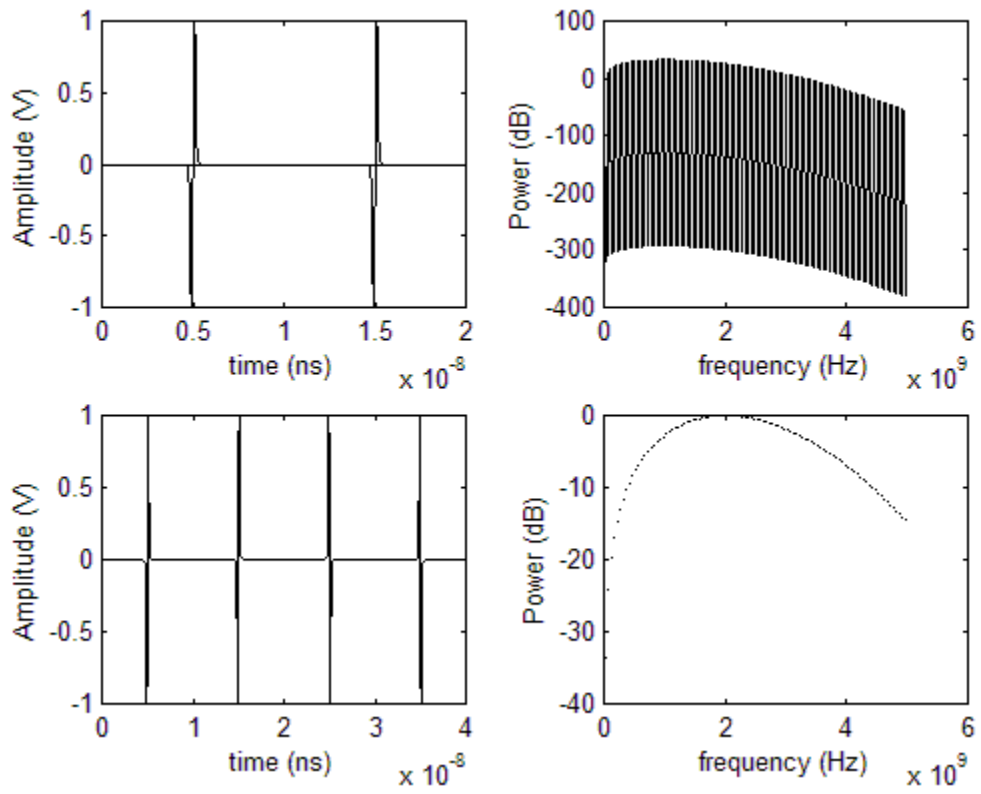 1
0.5
0
-0.5
-1
Amplitude (V)
0 0.5 1 1.5 2
time (ns)
x 10^-8
100
0
-100
-200
-300
-400
Power (dB)
0 2 4 6
frequency (Hz)
x 10^9
1
0.5
0
-0.5
-1
Amplitude (V)
0 1 2 3 4
time (ns)
x 10^-8
0
-10
-20
-30
-40
Power (dB)
0 2 4 6
frequency (Hz)
x 10^9